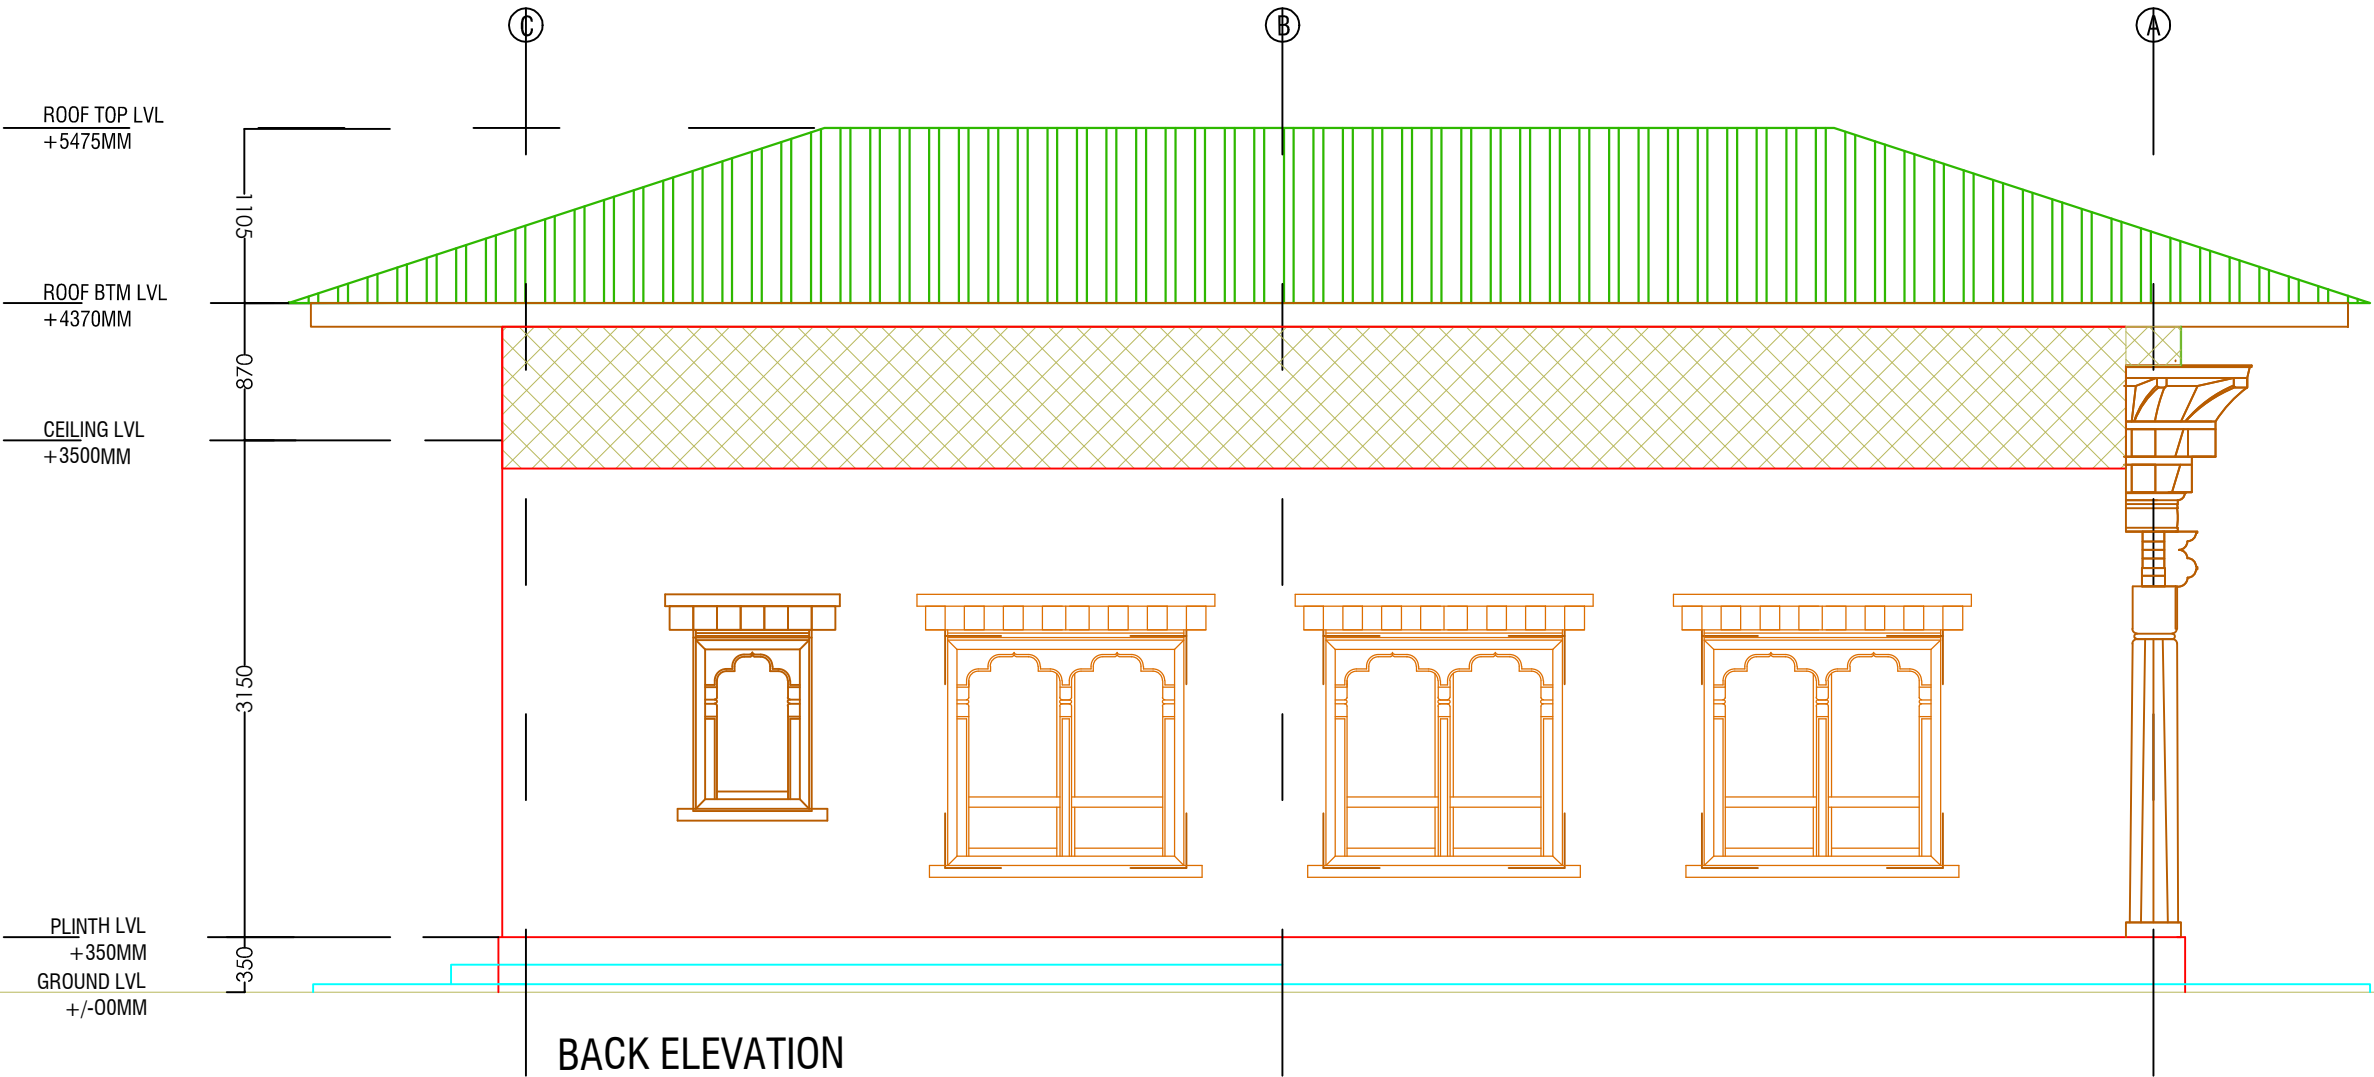 C
B
A
ROOF TOP LVL
+5475MM
1105
ROOF BTM LVL
+4370MM
870
CEILING LVL
+3500MM
3150
PLINTH LVL
+350MM
350
GROUND LVL
+/-00MM
BACK ELEVATION